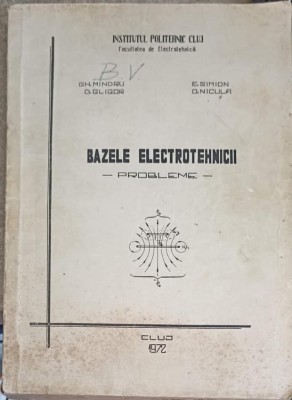 INSTITUTUL POLITEHNIC CLUJ
Facultatea de Electrotehnică
B.V.
GH.MÎNDRU E.SIMION
D.GLIGOR G.NICULA
BAZELE ELECTROTEHNICII
— PROBLEME —
CLUJ
1972